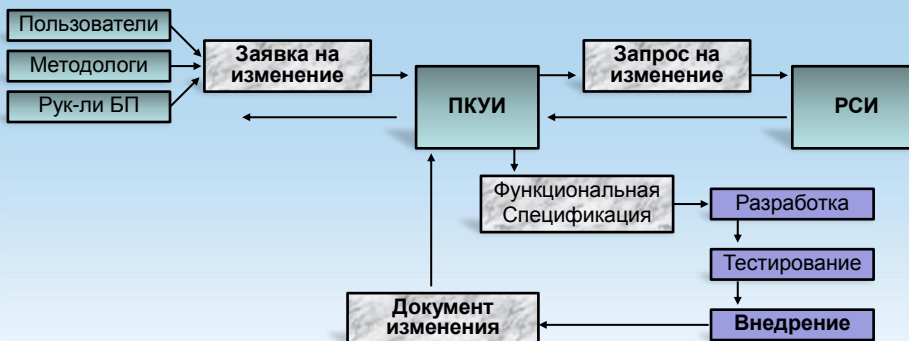 Пользователи
Методологи
Рук-ли БП
Заявка на
изменение
ПКУИ
Запрос на
изменение
РСИ
Функциональная
Спецификация
Разработка
Тестирование
Внедрение
Документ
изменения